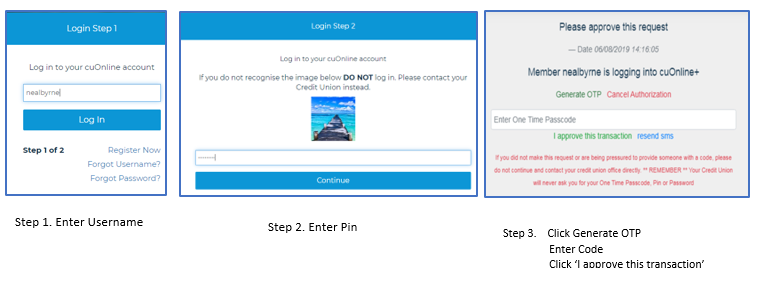 Login Step 1
Log in to your cuOnline account
nealbyrne
Log In
Step 1 of 2
Register Now
Forgot Username?
Forgot Password?
Step 1. Enter Username
Login Step 2
Log in to your cuOnline account
If you do not recognise the image below DO NOT log in. Please contact your
Credit Union instead.
Continue
Step 2. Enter Pin
Please approve this request
— Date 06/08/2019 14:16:05
Member nealbyrne is logging into cuOnline+
Generate OTP Cancel Authorization
Enter One Time Passcode
I approve this transaction resend sms
If you did not make this request or are being pressured to provide someone with a code, please
do not continue and contact your credit union office directly. ** REMEMBER ** Your Credit Union
will never ask you for your One Time Passcode, Pin or Password
Step 3. Click Generate OTP
Enter Code
Click ‘I approve this transaction’